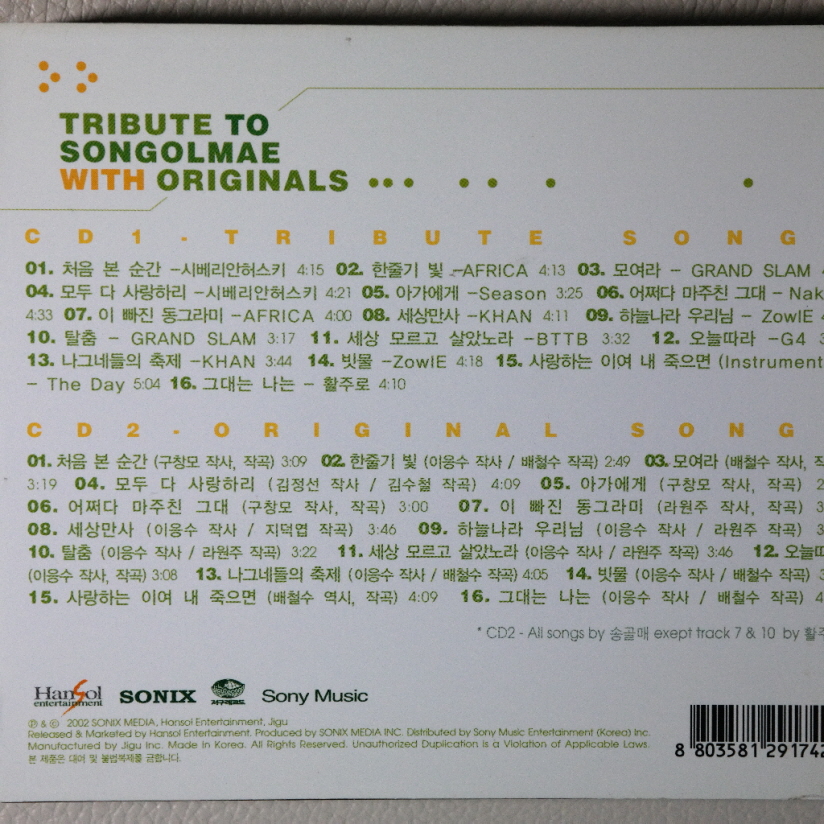 TRIBUTE TO
SONGOLMAE
WITH ORIGINALS
CD1-TRIBUTE SONG
01. 처음 본 순간 -시베리안허스키 4:15 02. 한줄기 빛 -AFRICA 4:13 03. 모여라 - GRAND SLAM
04. 모두 다 사랑하리 -시베리안허스키 4:21 05. 아가에게 -Season 3:25 06. 어쩌다 마주친 그대 - Nak
4:33 07. 이 빠진 동그라미 -AFRICA 4:00 08. 세상만사 -KHAN 4:11 09. 하늘나라 우리님 - ZowIE
10. 탈춤 - GRAND SLAM 3:17 11. 세상 모르고 살았노라 -BTTB 3:32 12. 오늘따라 -G4
13. 나그네들의 축제 -KHAN 3:44 14. 빗물 -ZowIE 4:18 15. 사랑하는 이여 내 죽으면 (Instrument
- The Day 5:04 16. 그대는 나는 - 활주로 4:10
CD2-ORIGINAL SONG
01. 처음 본 순간 (구창모 작사, 작곡) 3:09 02. 한줄기 빛 (이응수 작사 / 배철수 작곡) 2:49 03. 모여라 (배철수 작사,
3:19 04. 모두 다 사랑하리 (김정선 작사 / 김수철 작곡) 4:09 05. 아가에게 (구창모 작사, 작곡)
06. 어쩌다 마주친 그대 (구창모 작사, 작곡) 3:00 07. 이 빠진 동그라미 (라원주 작사, 작곡)
08. 세상만사 (이응수 작사 / 지덕엽 작곡) 3:46 09. 하늘나라 우리님 (이응수 작사 / 라원주 작곡)
10. 탈춤 (이응수 작사 / 라원주 작곡) 3:22 11. 세상 모르고 살았노라 (이응수 작사 / 라원주 작곡) 3:46 12. 오늘따
(이응수 작사, 작곡) 3:08 13. 나그네들의 축제 (이응수 작사 / 배철수 작곡) 4:05 14. 빗물 (이응수 작사 / 배철수 작곡)
15. 사랑하는 이여 내 죽으면 (배철수 역시, 작곡) 4:09 16. 그대는 나는 (이응수 작사 / 배철수 작곡)
* CD2 - All songs by 송골매 exept track 7 & 10 by 활주
Hansol entertainment SONIX 지구레코드 Sony Music
℗ & © 2002 SONIX MEDIA, Hansol Entertainment, Jigu
Released & Marketed by Hansol Entertainment. Produced by SONIX MEDIA INC. Distributed by Sony Music Entertainment (Korea) Inc.
Manufactured by Jigu Inc. Made in Korea. All Rights Reserved. Unauthorized Duplication is a Violation of Applicable Laws.
본 제품은 대여 및 불법복제를 금합니다.
8 803581 291742